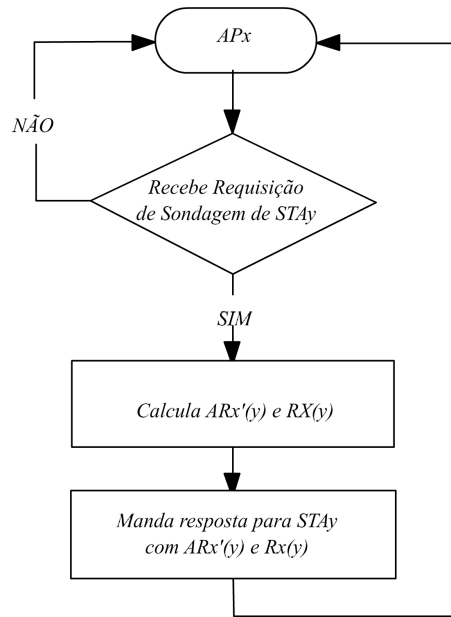 APx
NÃO
Recebe Requisição
de Sondagem de STAy
SIM
Calcula ARx'(y) e RX(y)
Manda resposta para STAy
com ARx'(y) e Rx(y)